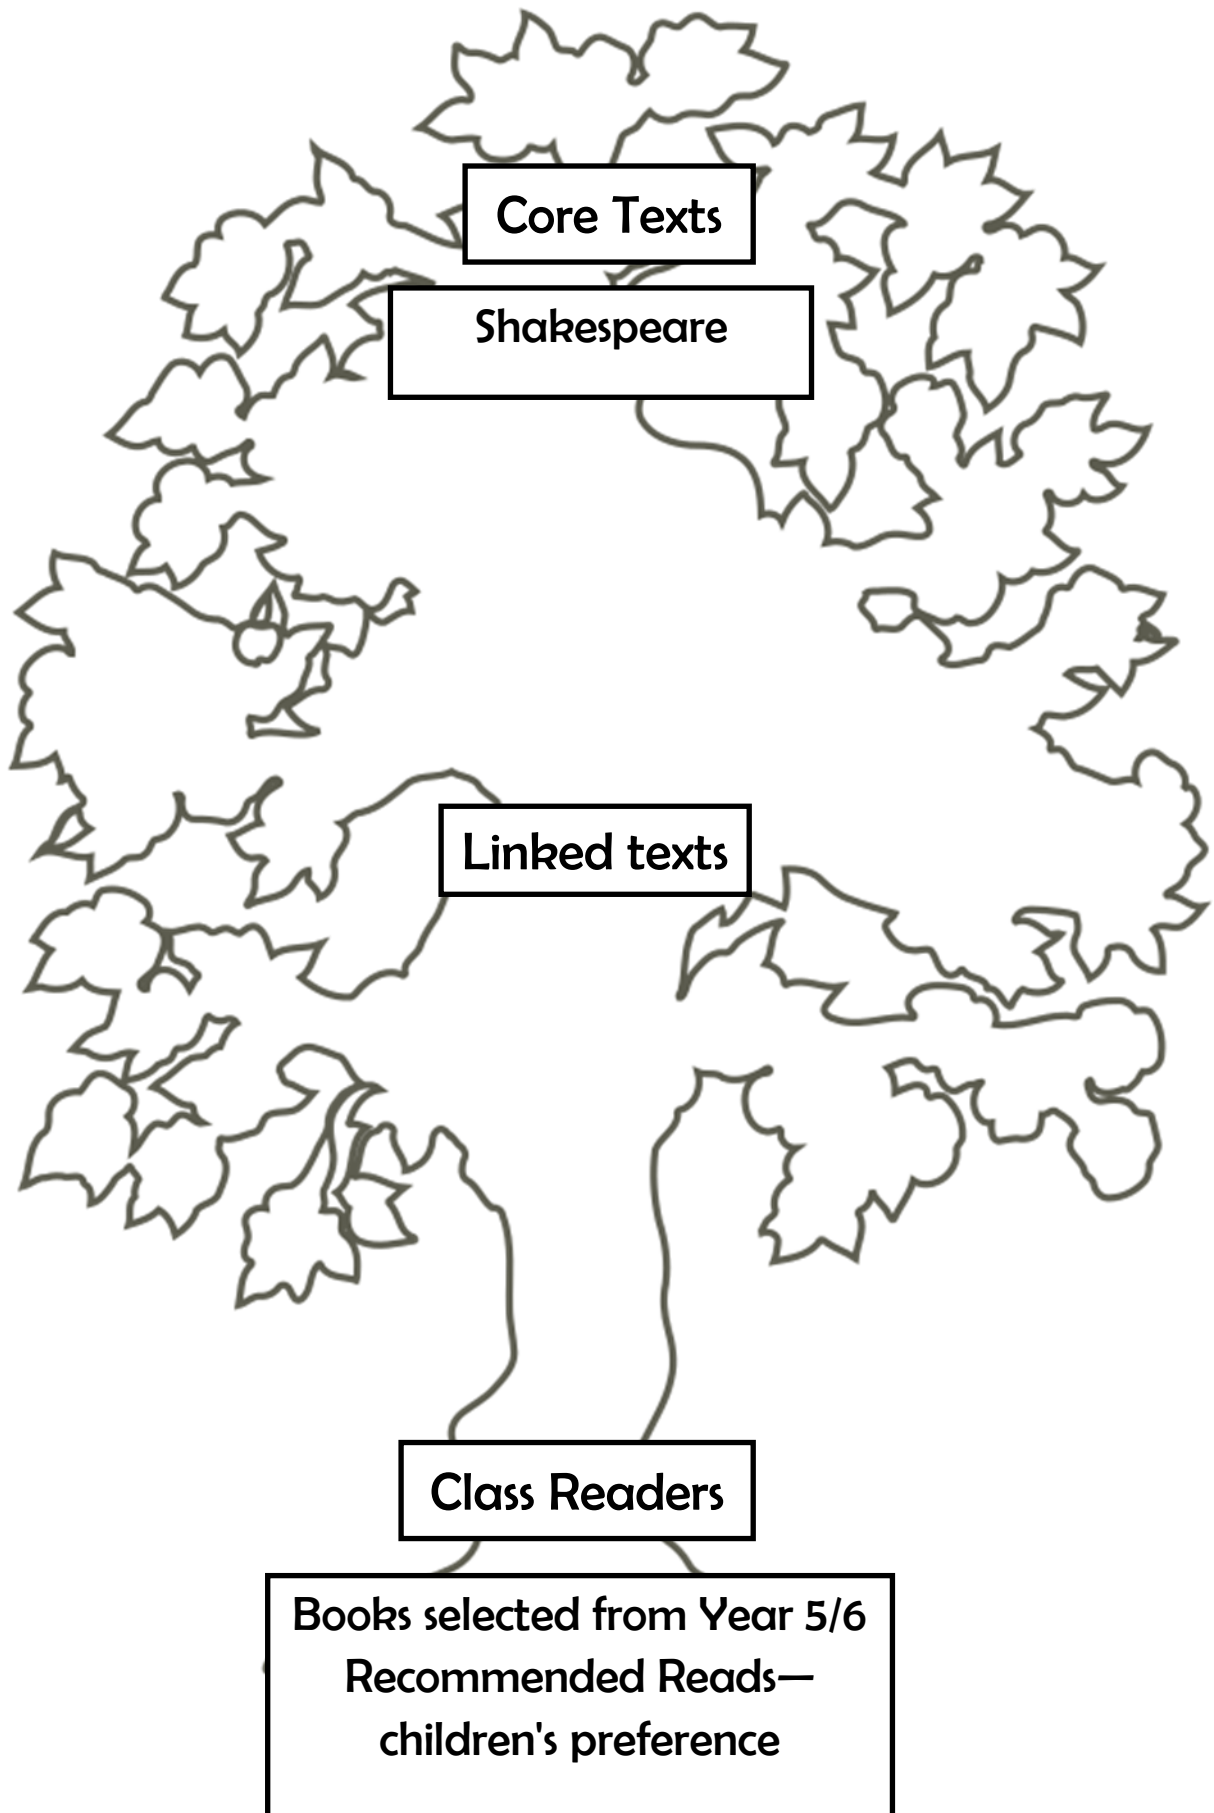 Core Texts
Shakespeare
Linked texts
Class Readers
Books selected from Year 5/6
Recommended Reads—
children's preference